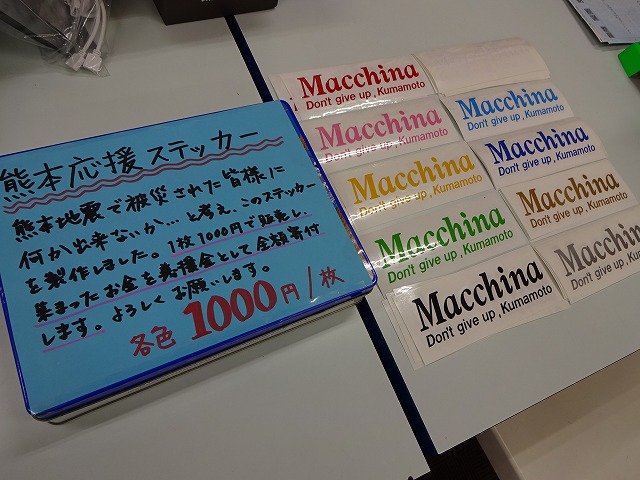 熊本応援ステッカー
熊本地震で被災された皆様に
何か出来ないか…と考え、このステッカー
を製作しました。1枚1000円で販売し、
集まったお金を義援金として全額寄付
します。よろしくお願いします。
各色1000円/枚
Macchina
Don't give up, Kumamoto
Macchina
Don't give up, Kumamoto
Macchina
Don't give up, Kumamoto
Macchina
Don't give up, Kumamoto
Macchina
Don't give up, Kumamoto
Macchina
Don't give up, Kumamoto
Macchina
Don't give up, Kumamoto
Macchina
Don't give up, Kumamoto
Macchina
Don't give up, Kumamoto